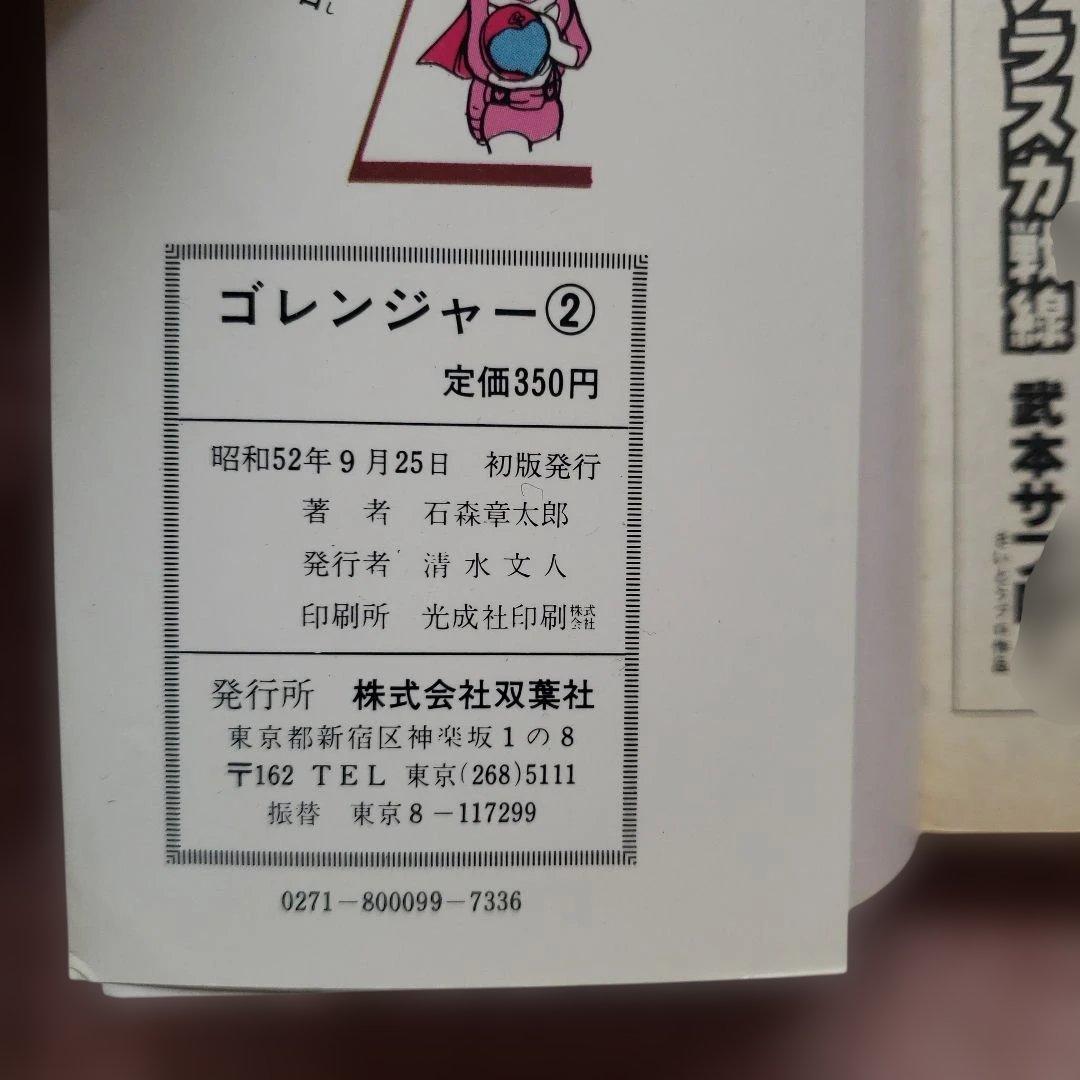 ゴレンジャー②
定価350円
昭和52年9月25日 初版発行
著者 石森章太郎
発行者 清水文人
印刷所 光成社印刷株式会社
発行所 株式会社双葉社
東京都新宿区神楽坂1の8
〒162 TEL 東京(268)5111
振替 東京8-117299
0271-800099-7336
ラスカ戦線
武本サ